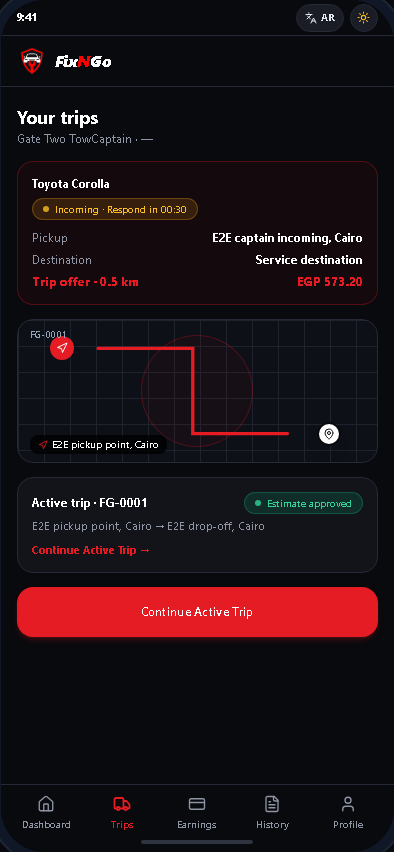 9:41
AR
FixNGo
Your trips
Gate Two TowCaptain · —
Toyota Corolla
Incoming · Respond in 00:30
Pickup E2E captain incoming, Cairo
Destination Service destination
Trip offer · 0.5 km EGP 573.20
FG-0001
E2E pickup point, Cairo
Active trip · FG-0001 Estimate approved
E2E pickup point, Cairo → E2E drop-off, Cairo
Continue Active Trip →
Continue Active Trip
Dashboard Trips Earnings History Profile